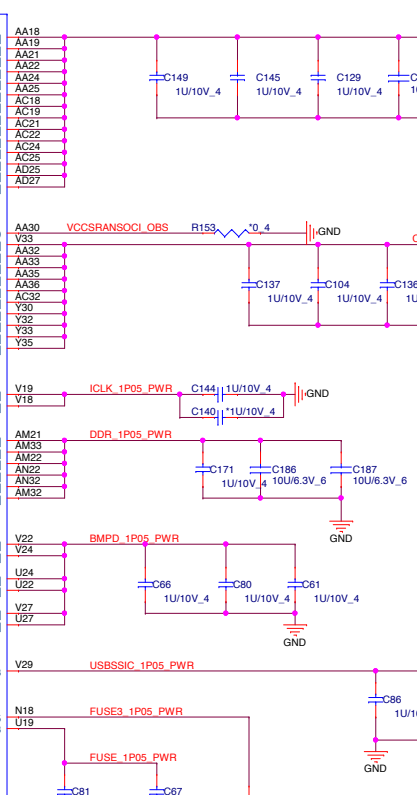 AA18
AA19
AA21
AA22
AA24
AA25
AC18
AC19
AC21
AC22
AC24
AC25
AD25
AD27
C149
1U/10V_4
C145
1U/10V_4
C129
1U/10V_4
AA30 VCCSRANSOCI_OBS R153 *0_4 GND
V33
AA32
AA33
AA35
AA36
AC32
Y30
Y32
Y33
Y35
C137
1U/10V_4
C104
1U/10V_4
C136
V19 ICLK_1P05_PWR C144 1U/10V_4 GND
V18
C140 *1U/10V_4
AM21 DDR_1P05_PWR
AM33
AM22
AN22
AN32
AM32
C171
1U/10V_4
C186
10U/6.3V_6
C187
10U/6.3V_6
GND
V22 BMPD_1P05_PWR
V24
U24
U22
V27
U27
C66
1U/10V_4
C80
1U/10V_4
C61
1U/10V_4
GND
V29 USBSSIC_1P05_PWR
C86
GND
N18 FUSE3_1P05_PWR
U19
FUSE_1P05_PWR
C81 C67